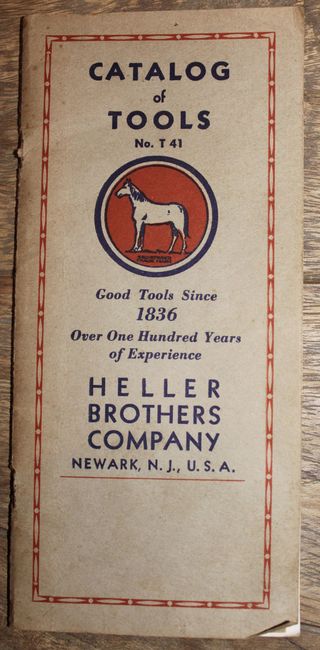 CATALOG
of
TOOLS
No. T 41
Good Tools Since
1836
Over One Hundred Years
of Experience
HELLER
BROTHERS
COMPANY
NEWARK, N. J., U. S. A.